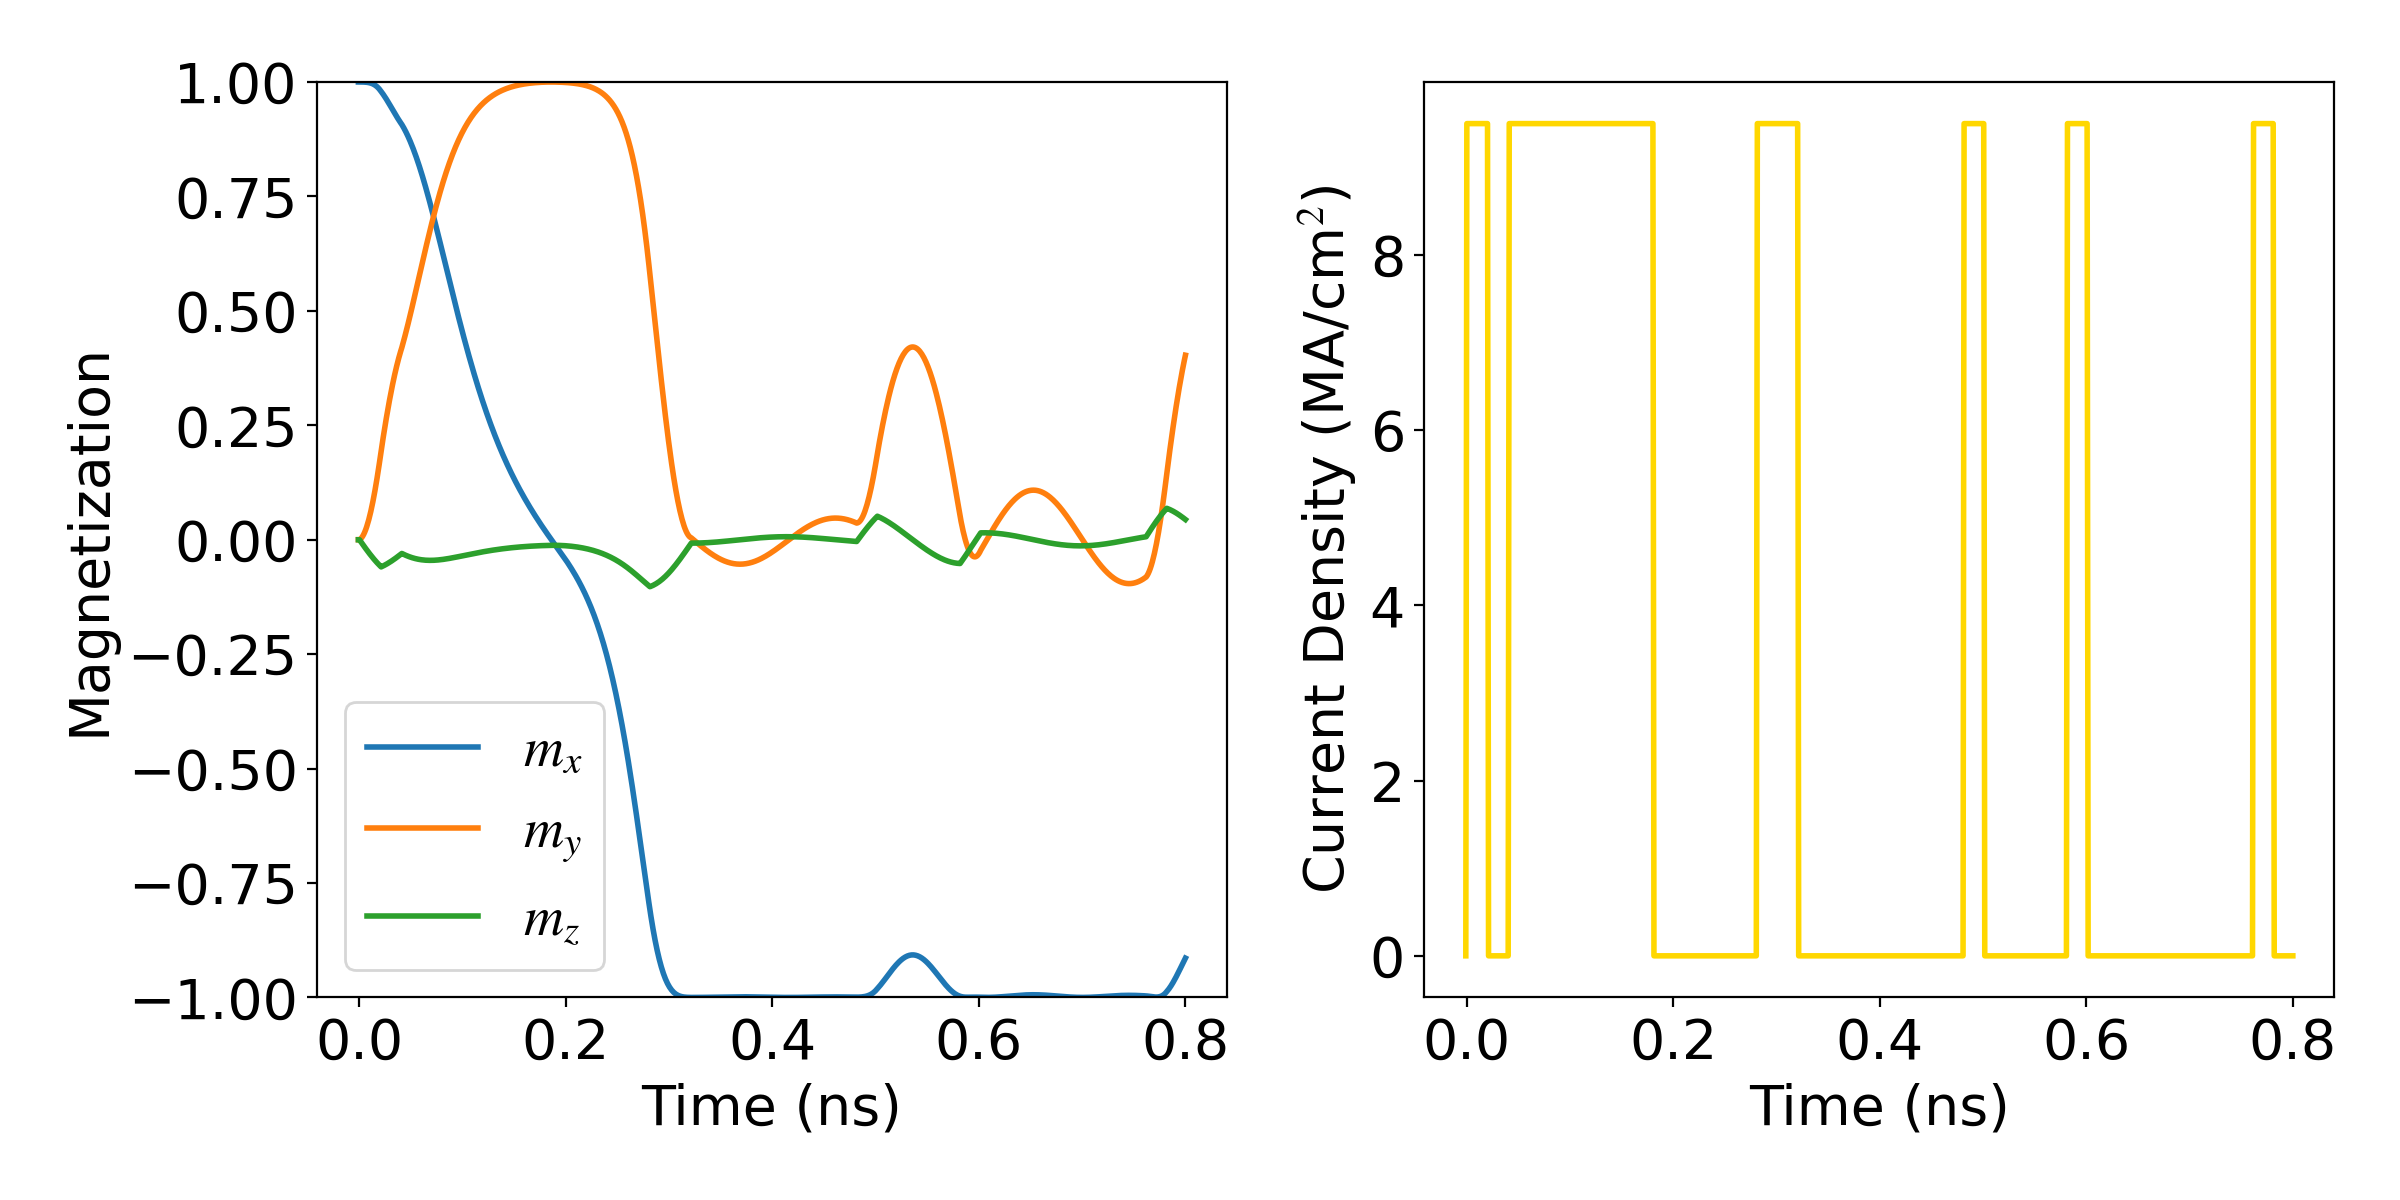 Magnetization
1.00
0.75
0.50
0.25
0.00
−0.25
−0.50
−0.75
−1.00
m_x
m_y
m_z
0.0 0.2 0.4 0.6 0.8
Time (ns)
Current Density (MA/cm²)
8
6
4
2
0
0.0 0.2 0.4 0.6 0.8
Time (ns)